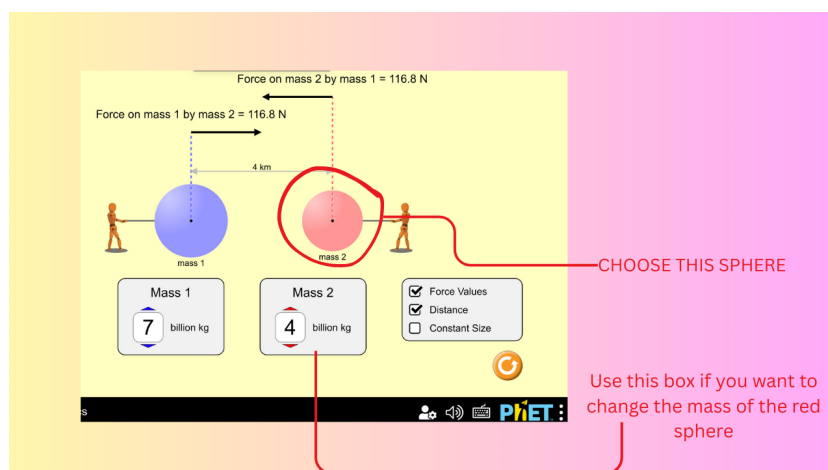 Force on mass 2 by mass 1 = 116.8 N
Force on mass 1 by mass 2 = 116.8 N
4 km
mass 1
mass 2
CHOOSE THIS SPHERE
Mass 1
7 billion kg
Mass 2
4 billion kg
Force Values
Distance
Constant Size
Use this box if you want to
change the mass of the red
sphere
cs
PhET